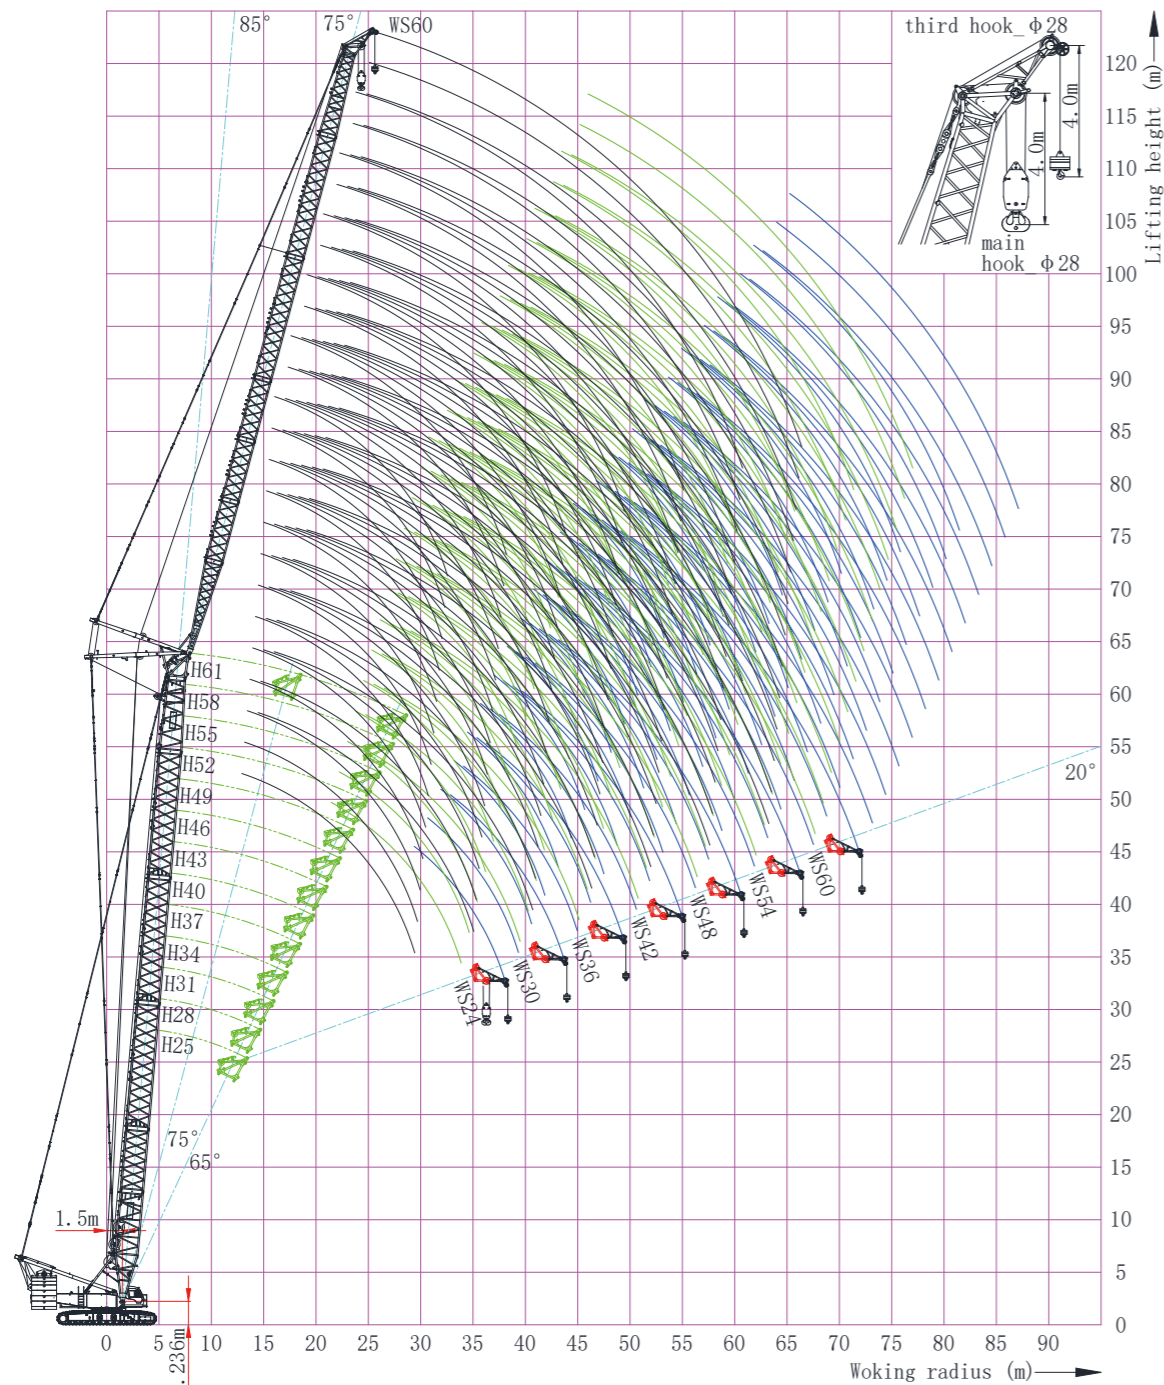 85°
75°
WS60
third hook_Φ28
4.0m
4.0m
main
hook_Φ28
Lifting height (m)
120
115
110
105
100
95
90
85
80
75
70
65
60
55
50
45
40
35
30
25
20
15
10
5
0
H61
H58
H55
H52
H49
H46
H43
H40
H37
H34
H31
H28
H25
20°
WS60
WS54
WS48
WS42
WS36
WS30
WS24
75°
65°
1.5m
.236m
0 5 10 15 20 25 30 35 40 45 50 55 60 65 70 75 80 85 90
Woking radius (m)